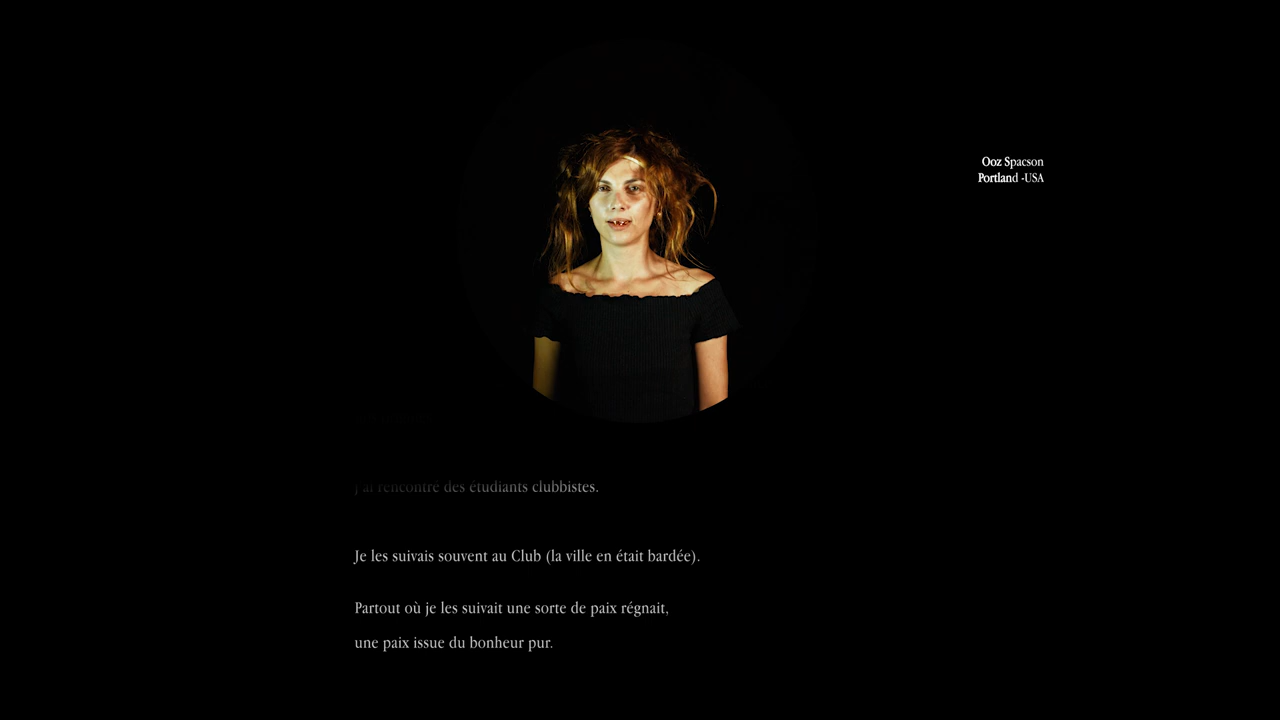 Ooz Spacson
Portland -USA
j'ai rencontré des étudiants clubbistes.
Je les suivais souvent au Club (la ville en était bardée).
Partout où je les suivait une sorte de paix régnait,
une paix issue du bonheur pur.